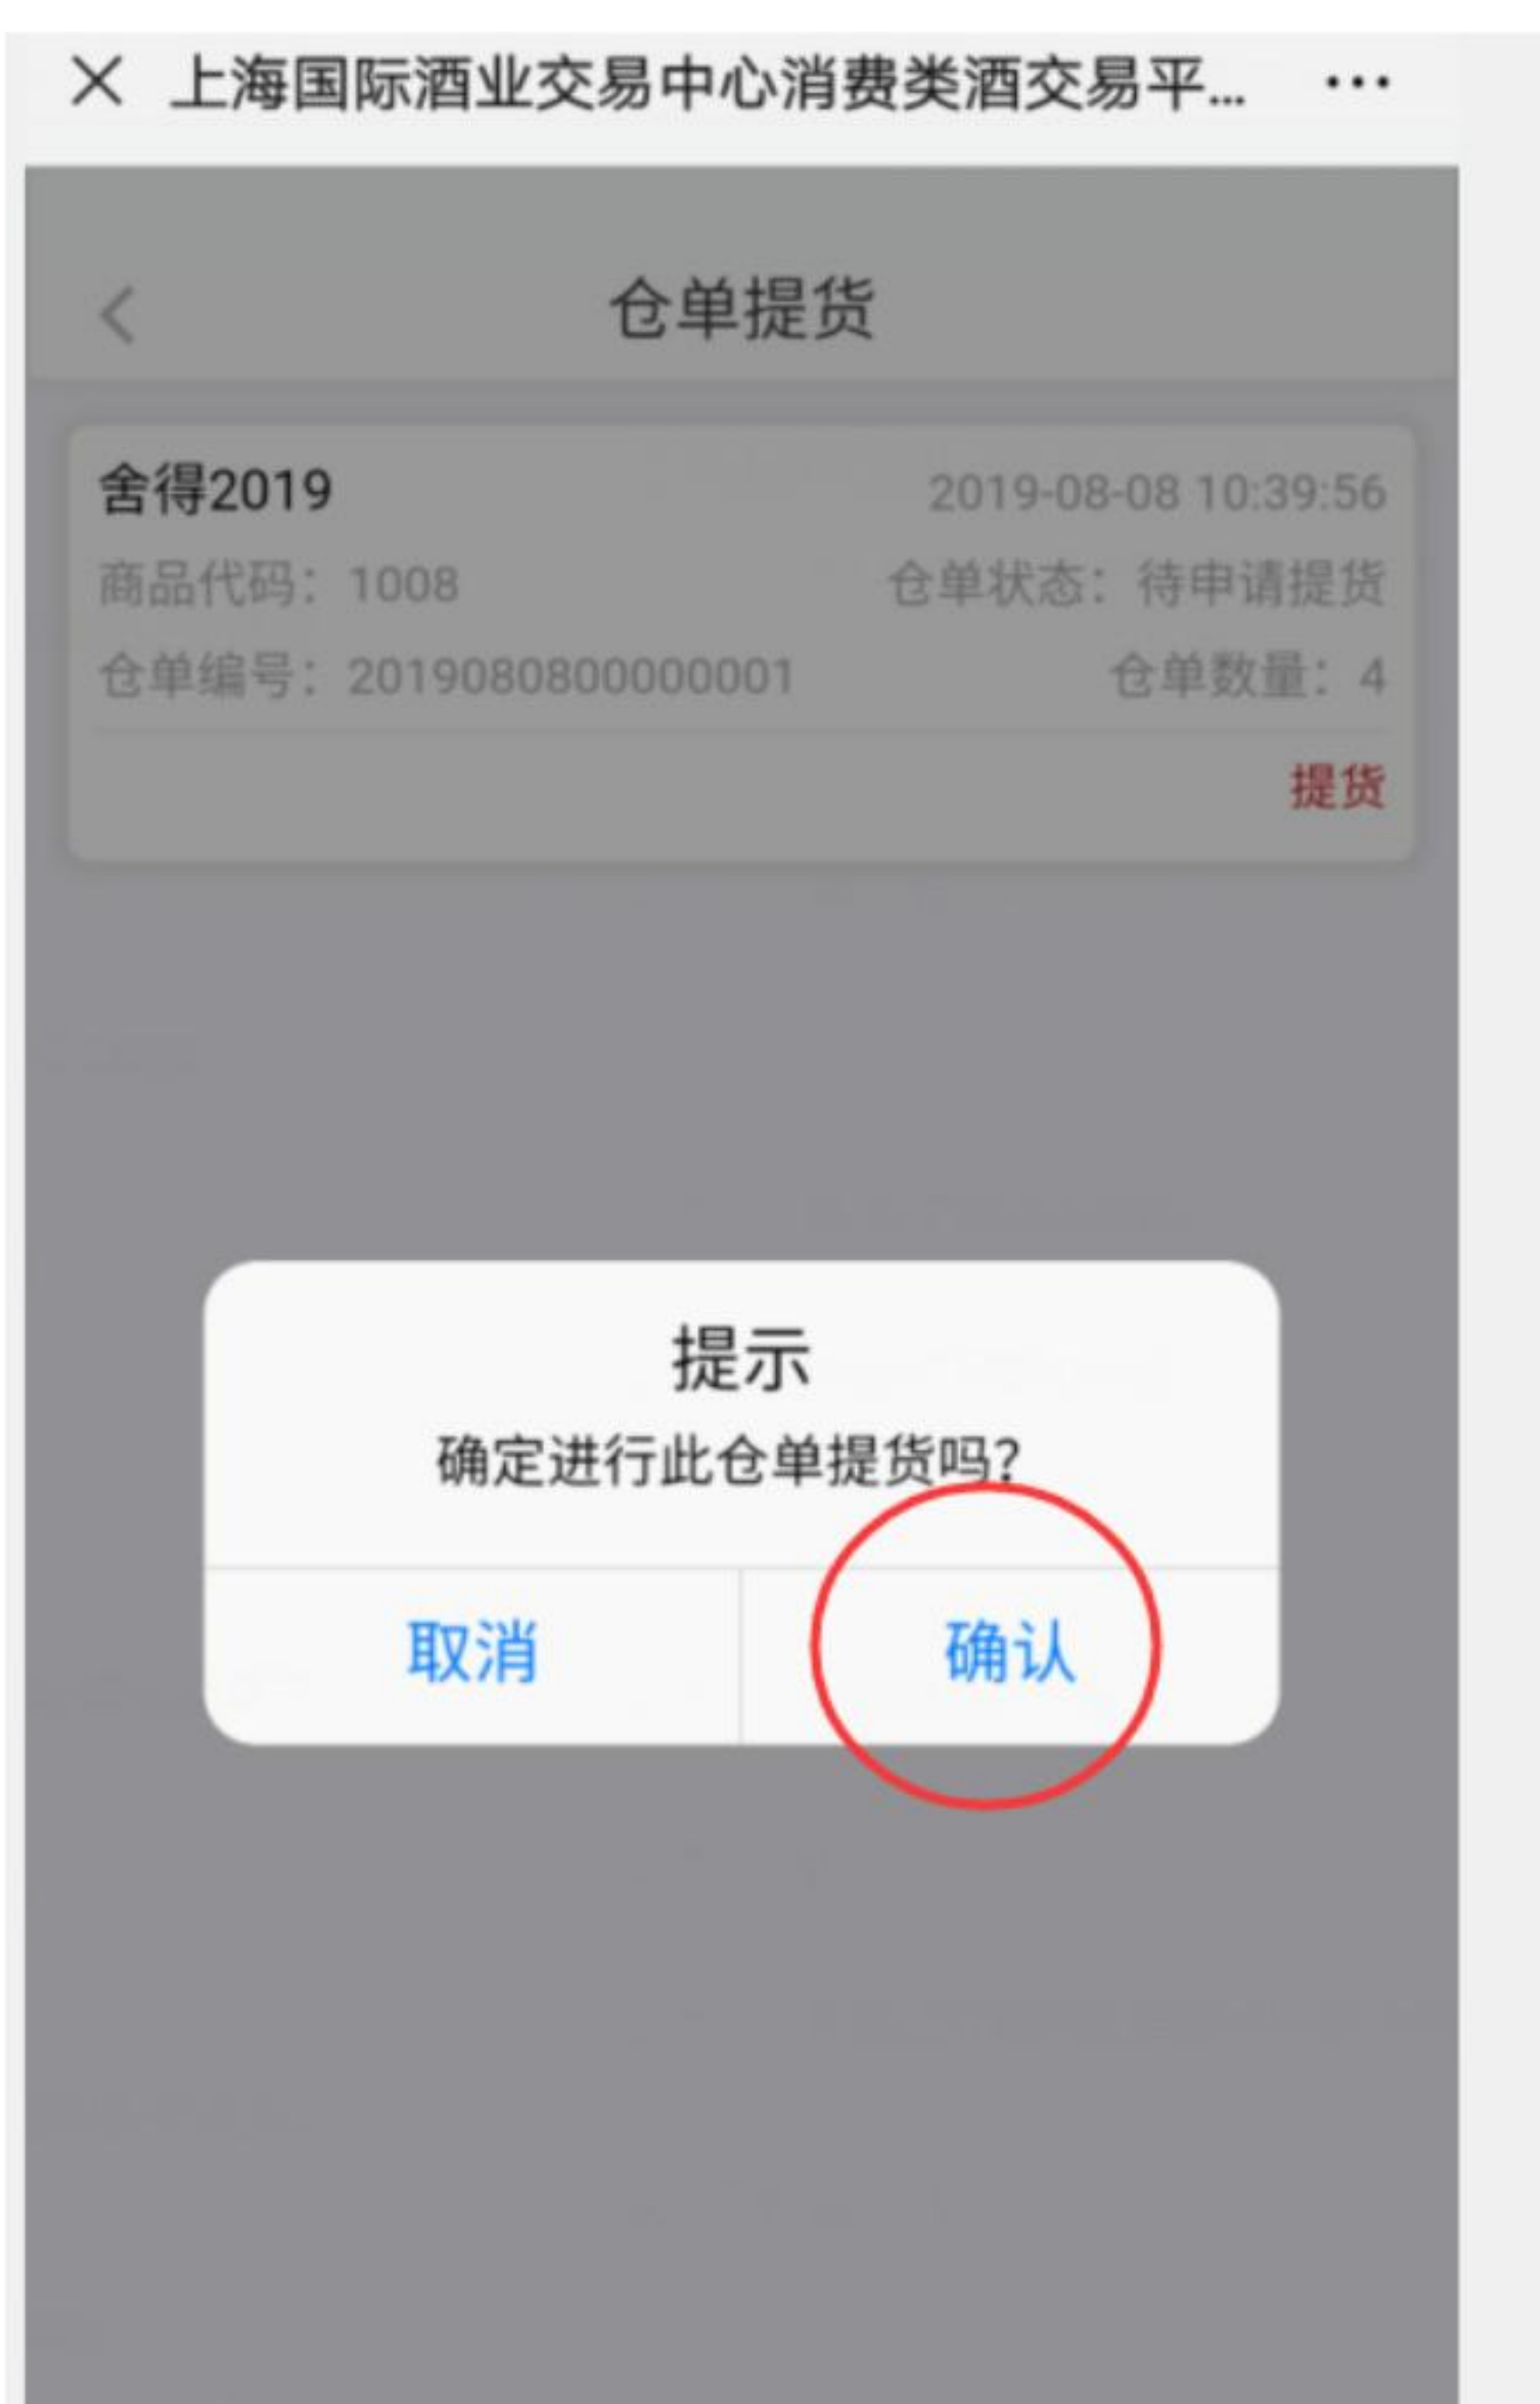 上海国际酒业交易中心消费类酒交易平...
仓单提货
舍得2019 2019-08-08 10:39:56
商品代码：1008 仓单状态：待申请提货
仓单编号：2019080800000001 仓单数量：4
提货
提示
确定进行此仓单提货吗？
取消 确认